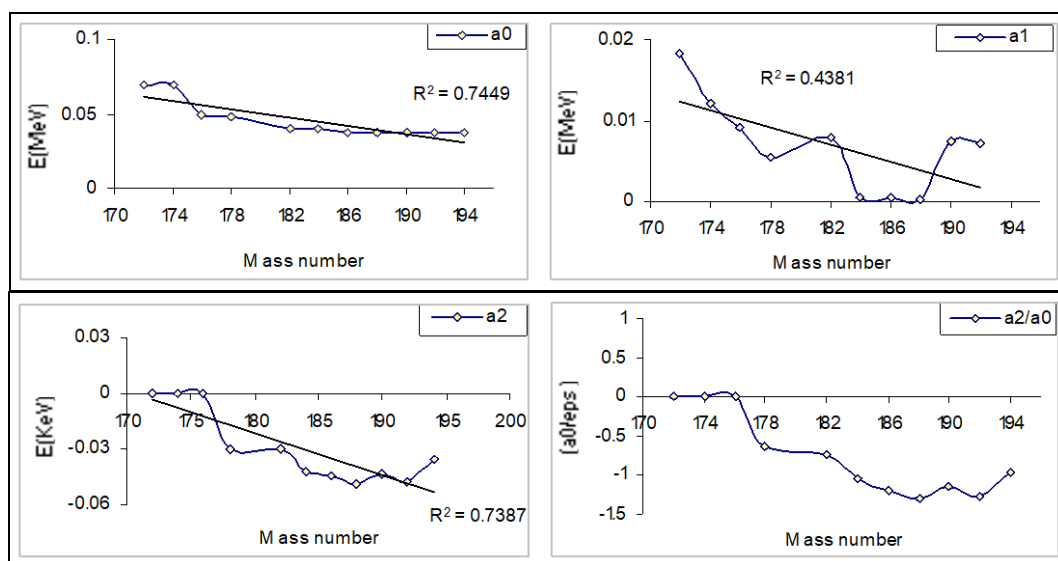 0.1
a0
E(MeV)
R² = 0.7449
0.05
0
170 174 178 182 186 190 194
M ass number
0.02
a1
E(MeV)
R² = 0.4381
0.01
0
170 174 178 182 186 190 194
M ass number
0.03
a2
E(KeV)
0
170 175 180 185 190 195 200
-0.03
-0.06
R² = 0.7387
M ass number
1
a2/a0
0.5
0
170 174 178 182 186 190 194
-0.5
-1
-1.5
M ass number